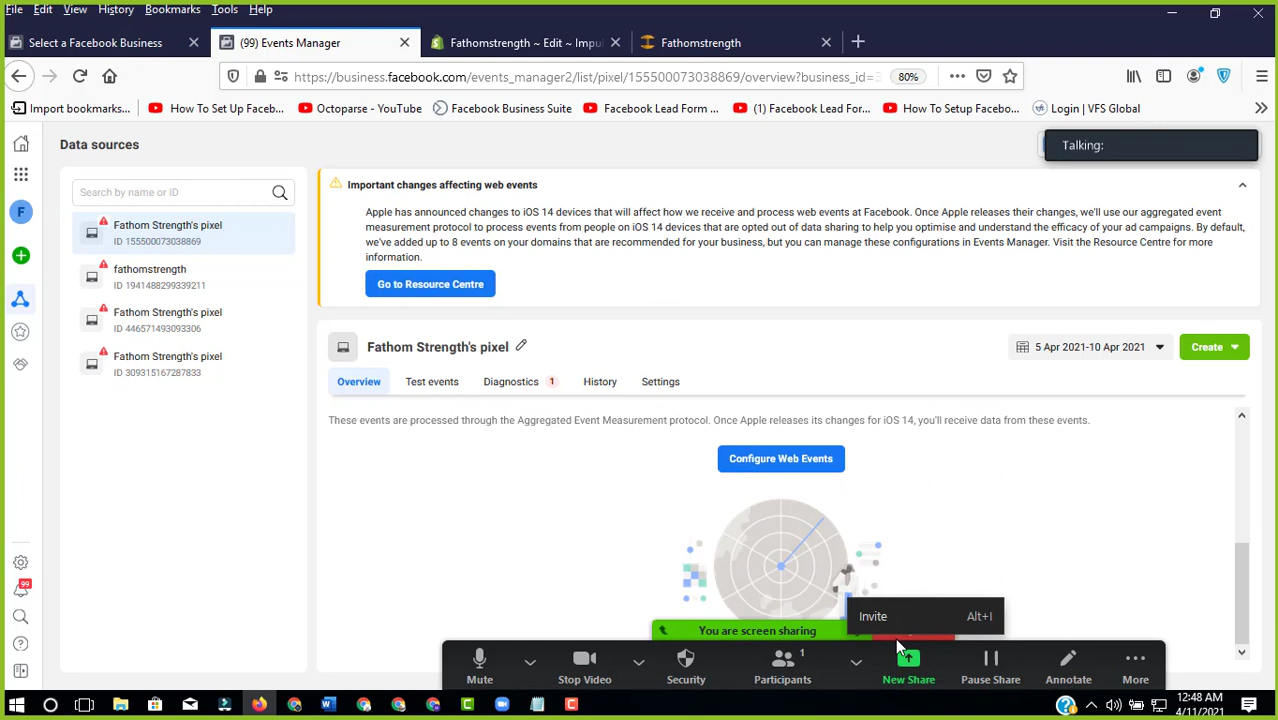 File Edit View History Bookmarks Tools Help
Select a Facebook Business
(99) Events Manager
Fathomstrength ~ Edit ~ Impu
Fathomstrength
https://business.facebook.com/events_manager2/list/pixel/155500073038869/overview?business_id=
80%
Import bookmarks...
How To Set Up Faceb...
Octoparse - YouTube
Facebook Business Suite
Facebook Lead Form ...
(1) Facebook Lead For...
How To Setup Facebo...
Login | VFS Global
Data sources
Talking:
Search by name or ID
Fathom Strength's pixel
ID 155500073038869
fathomstrength
ID 1941488299339211
Fathom Strength's pixel
ID 446571493093306
Fathom Strength's pixel
ID 309315167287833
F
99
Important changes affecting web events
Apple has announced changes to iOS 14 devices that will affect how we receive and process web events at Facebook. Once Apple releases their changes, we'll use our aggregated event
measurement protocol to process events from people on iOS 14 devices that are opted out of data sharing to help you optimise and understand the efficacy of your ad campaigns. By default,
we've added up to 8 events on your domains that are recommended for your business, but you can manage these configurations in Events Manager. Visit the Resource Centre for more
information.
Go to Resource Centre
Fathom Strength's pixel
5 Apr 2021-10 Apr 2021
Create
Overview
Test events
Diagnostics 1
History
Settings
These events are processed through the Aggregated Event Measurement protocol. Once Apple releases its changes for iOS 14, you'll receive data from these events.
Configure Web Events
Invite Alt+I
You are screen sharing
Mute
Stop Video
Security
Participants 1
New Share
Pause Share
Annotate
More
12:48 AM
4/11/2021